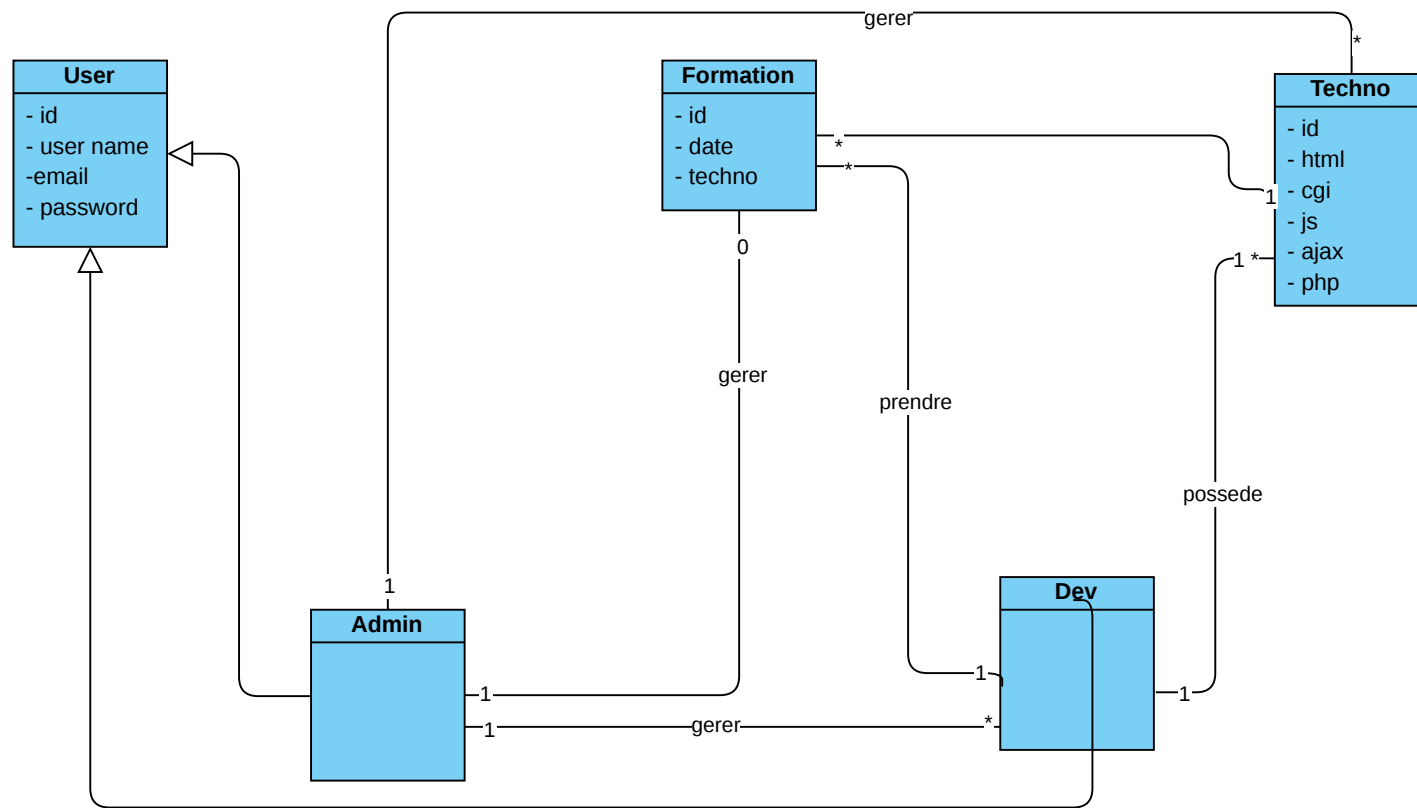 gerer
*
User
- id
- user name
-email
- password
Formation
- id
- date
- techno
*
*
0
Techno
- id
- html
- cgi
- js
- ajax
- php
1
1 *
gerer
prendre
possede
1
Admin
1
1
gerer
*
Dev
1
1